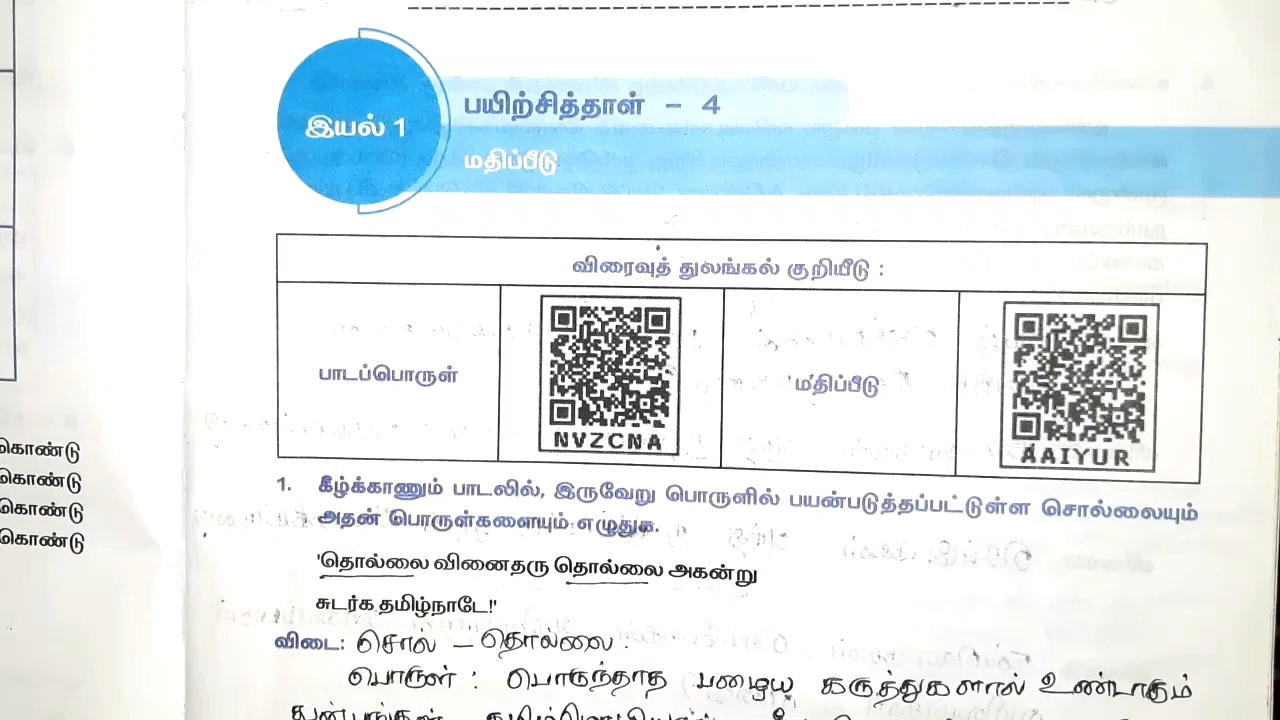 இயல் 1
பயிற்சித்தாள் - 4
மதிப்பீடு
விரைவுத் துலங்கல் குறியீடு :
பாடப்பொருள்
NVZCNA
மதிப்பீடு
AAIYUR
கொண்டு
கொண்டு
கொண்டு
கொண்டு
1. கீழ்க்காணும் பாடலில், இருவேறு பொருளில் பயன்படுத்தப்பட்டுள்ள சொல்லையும்
அதன் பொருள்களையும் எழுதுக.
'தொல்லை வினைதரு தொல்லை அகன்று
சுடர்க தமிழ்நாடே!'
விடை: சொல் - தொல்லை.
பொருள் : பொருந்தாத பழைய கருத்துகளால் உண்டாகும்